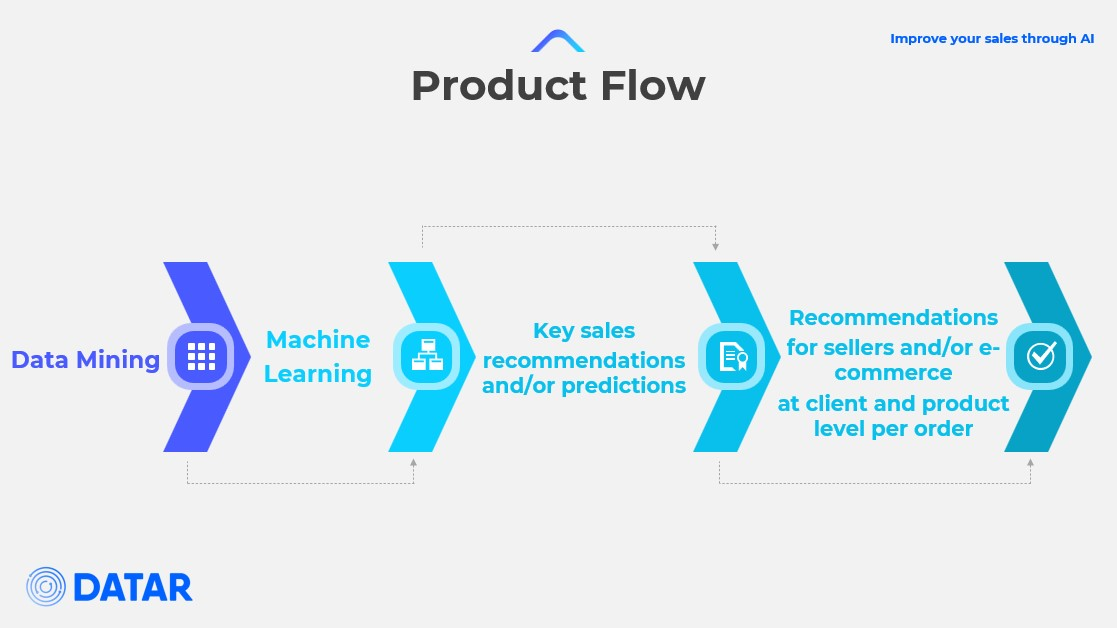 Improve your sales through AI
Product Flow
Data Mining
Machine
Learning
Key sales
recommendations
and/or predictions
Recommendations
for sellers and/or e-
commerce
at client and product
level per order
DATAR